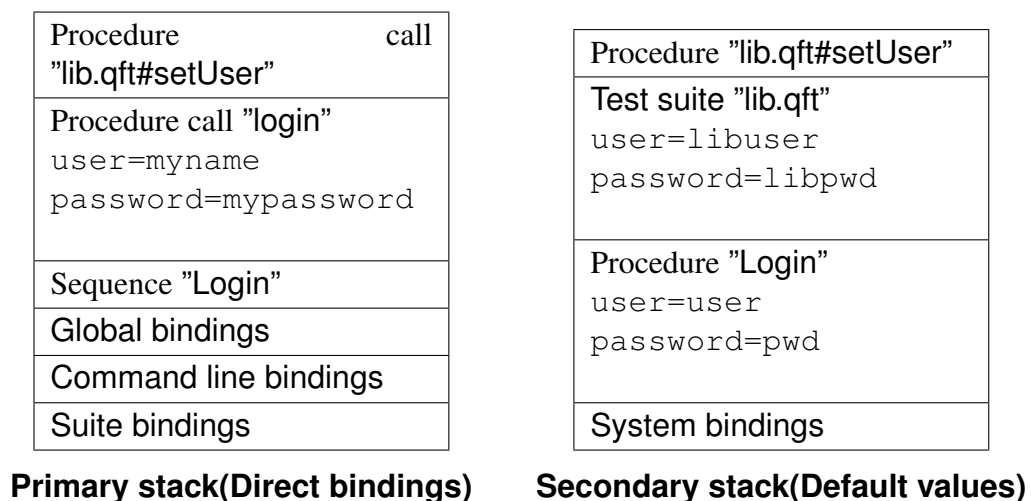 Procedure call
"lib.qft#setUser"
Procedure call "login"
user=myname
password=mypassword
Sequence "Login"
Global bindings
Command line bindings
Suite bindings
Primary stack(Direct bindings)
Procedure "lib.qft#setUser"
Test suite "lib.qft"
user=libuser
password=libpwd
Procedure "Login"
user=user
password=pwd
System bindings
Secondary stack(Default values)